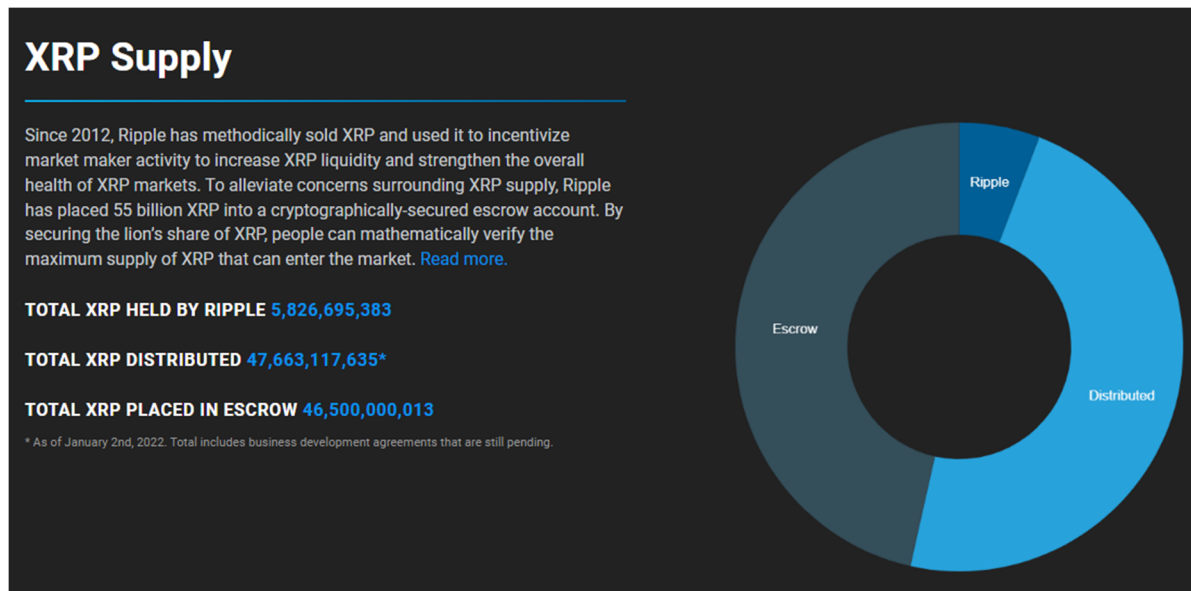 XRP Supply
Since 2012, Ripple has methodically sold XRP and used it to incentivize
market maker activity to increase XRP liquidity and strengthen the overall
health of XRP markets. To alleviate concerns surrounding XRP supply, Ripple
has placed 55 billion XRP into a cryptographically-secured escrow account. By
securing the lion’s share of XRP, people can mathematically verify the
maximum supply of XRP that can enter the market. Read more.
TOTAL XRP HELD BY RIPPLE 5,826,695,383
TOTAL XRP DISTRIBUTED 47,663,117,635*
TOTAL XRP PLACED IN ESCROW 46,500,000,013
* As of January 2nd, 2022. Total includes business development agreements that are still pending.
Ripple
Escrow
Distributed